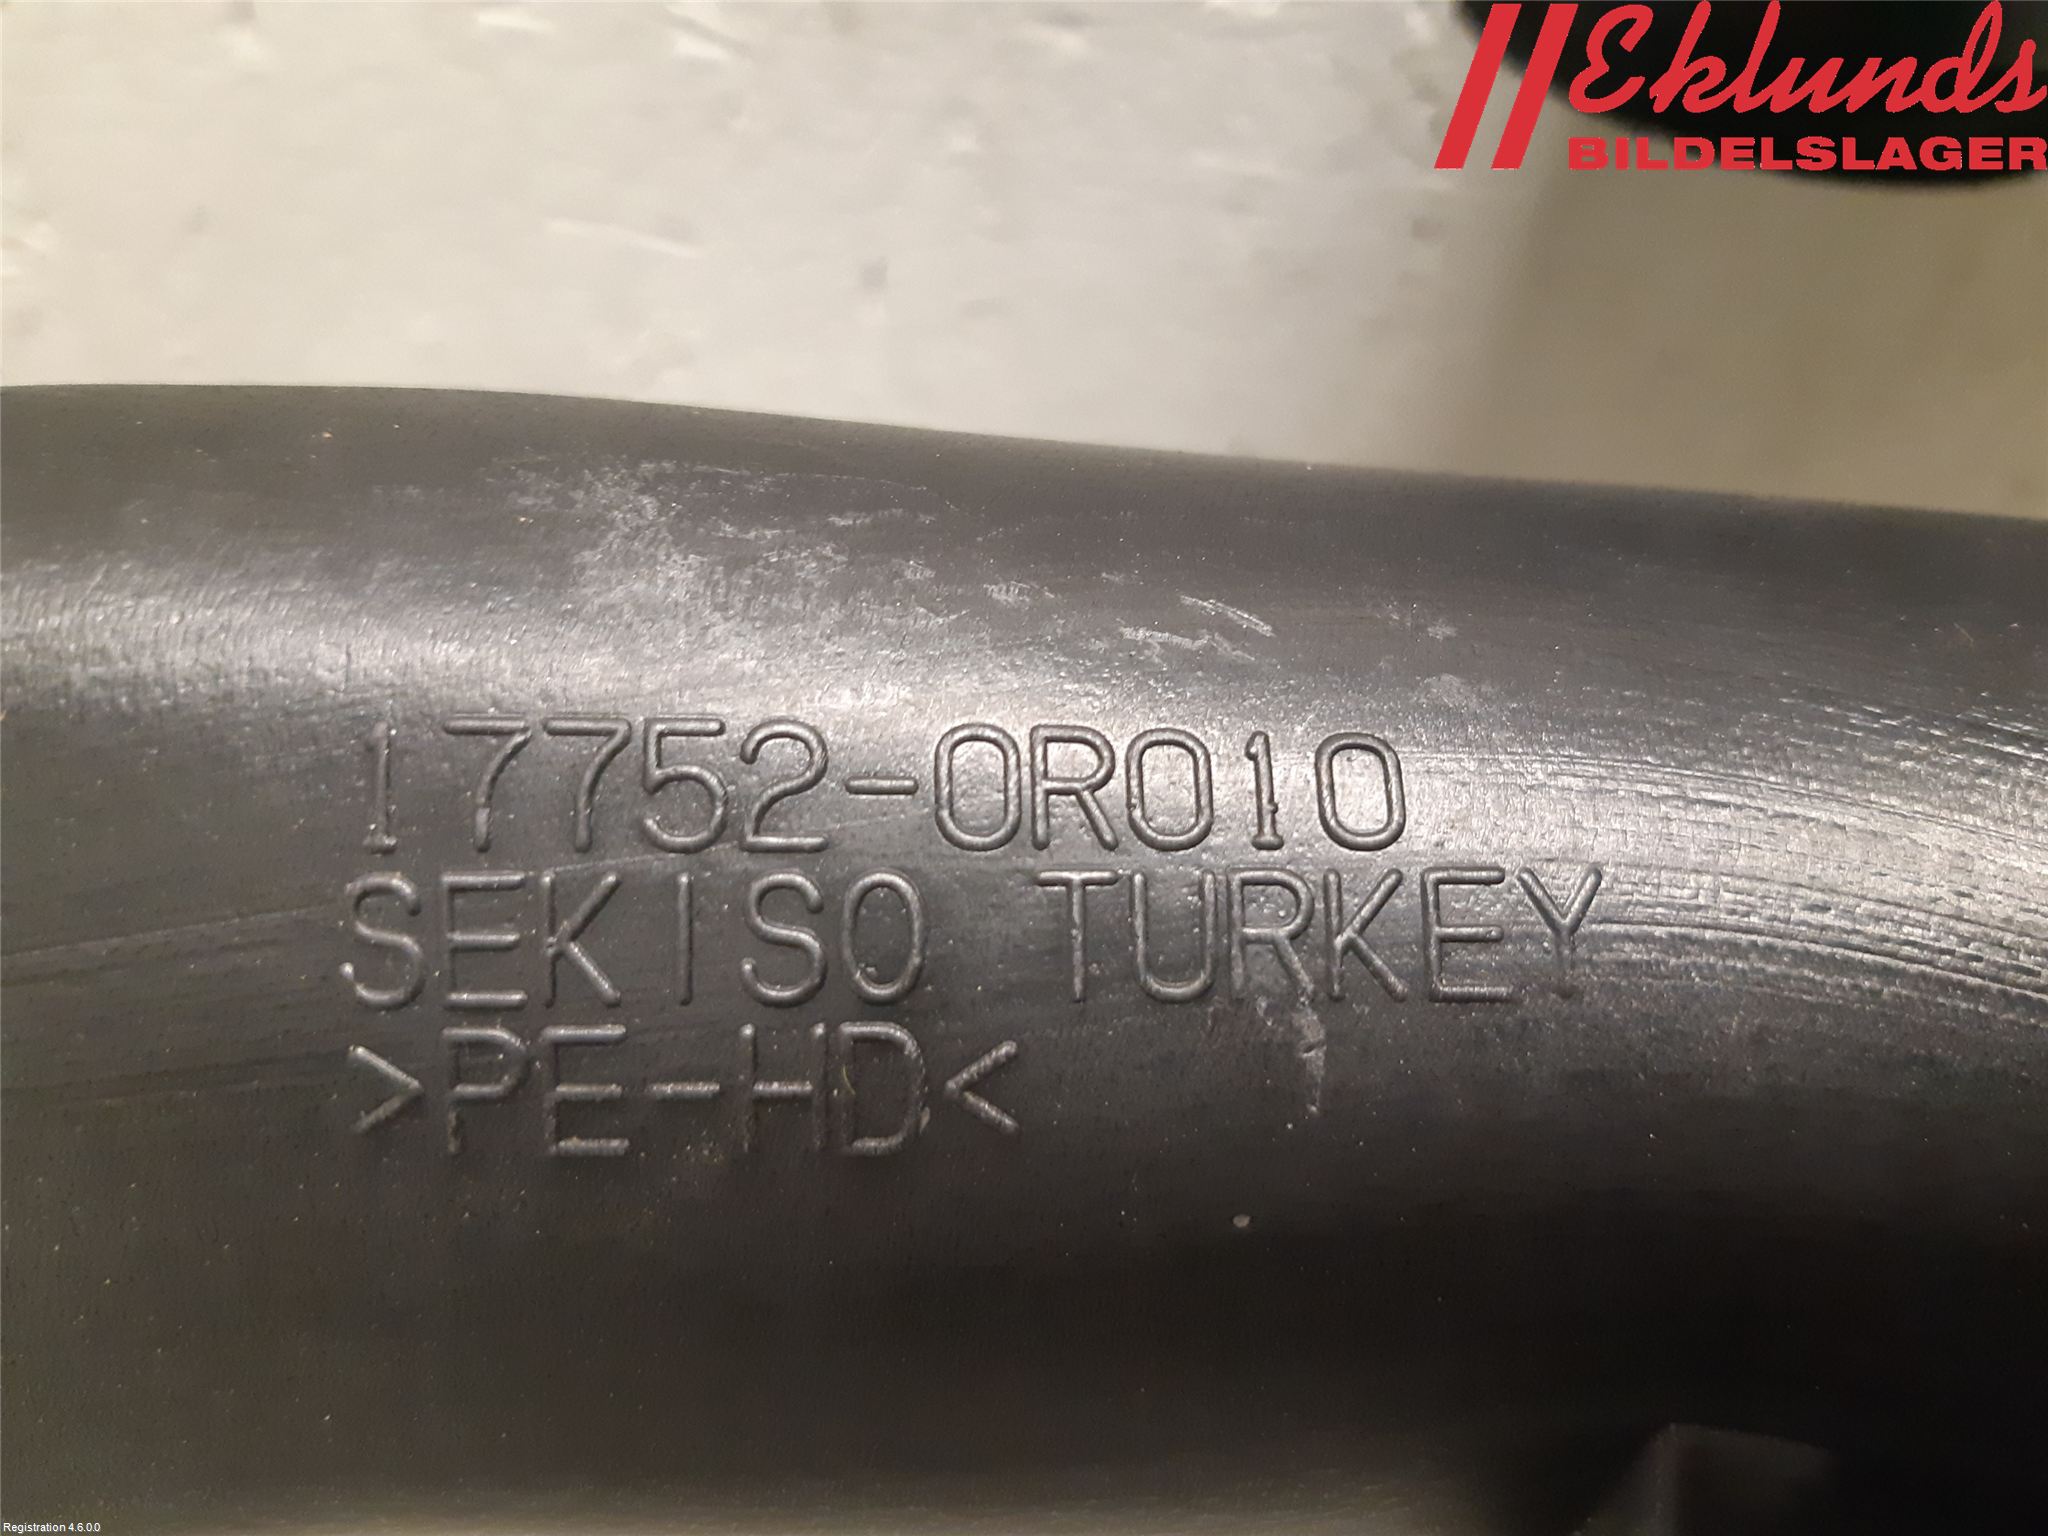 Eklunds
BILDELSLAGER
17752-0R010
SEKISO TURKEY
>PE-HD<
Registration 4.6.0.0